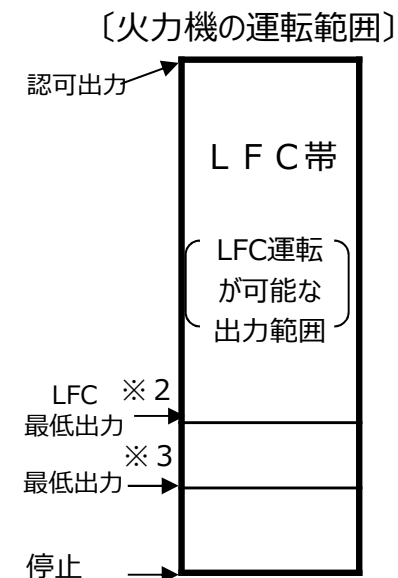 〔火力機の運転範囲〕
認可出力
ＬＦＣ帯
LFC運転
が可能な
出力範囲
LFC ※２
最低出力
※３
最低出力
停止